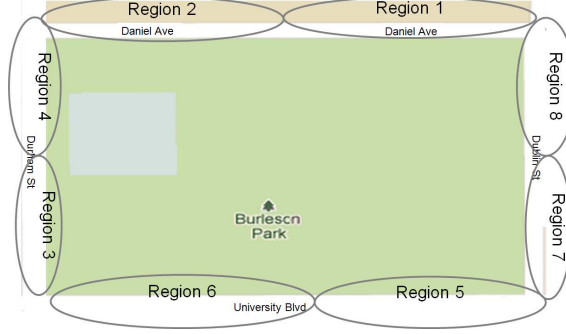 Region 2
Region 1
Daniel Ave
Daniel Ave
Region 4
Region 8
Durham St
Dublin St
Region 3
Region 7
Burleson
Park
Region 6
Region 5
University Blvd